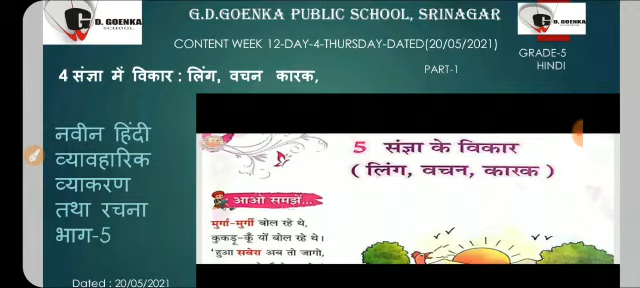 G.D.GOENKA PUBLIC SCHOOL, SRINAGAR
G D. GOENKA
SCHOOL
D. GOENKA
CONTENT WEEK 12-DAY-4-THURSDAY-DATED(20/05/2021)
GRADE-5
HINDI
PART-1
4 संज्ञा में विकार : लिंग, वचन कारक,
नवीन हिंदी
व्यावहारिक
व्याकरण
तथा रचना
भाग-5
5 संज्ञा के विकार
( लिंग, वचन, कारक )
आओ समझें...
मुर्गा-मुर्गी बोल रहे थे,
कुकड़ू-कूँ यों बोल रहे थे।
'हुआ सवेरा अब तो जागो,
Dated : 20/05/2021